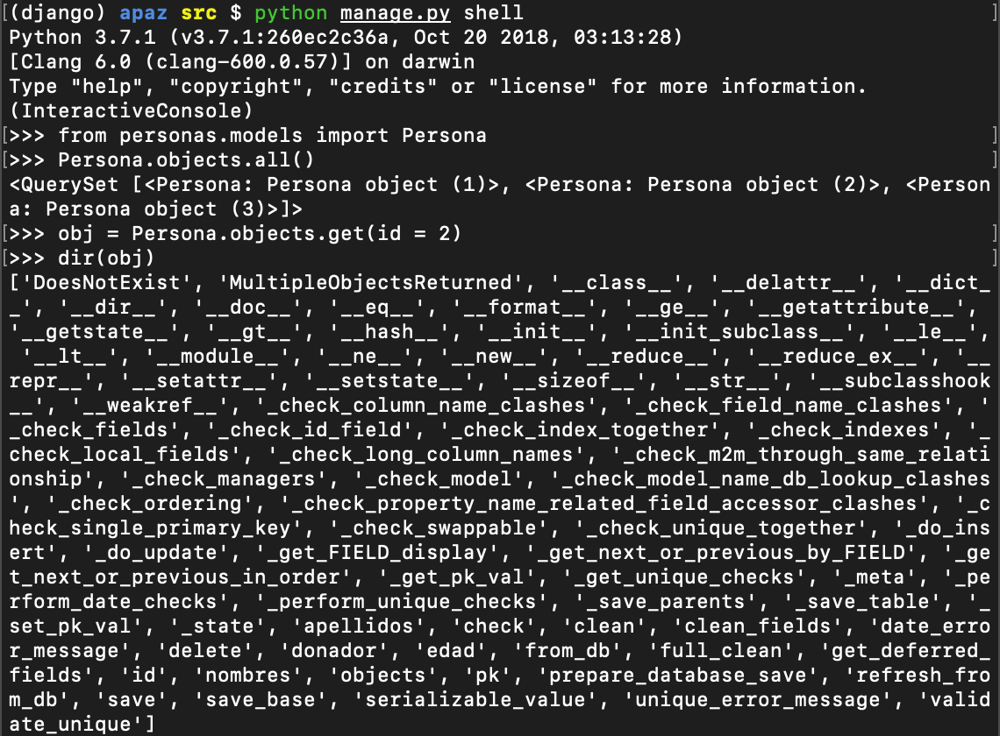 [(django) apaz src $ python manage.py shell ]
Python 3.7.1 (v3.7.1:260ec2c36a, Oct 20 2018, 03:13:28)
[Clang 6.0 (clang-600.0.57)] on darwin
Type "help", "copyright", "credits" or "license" for more information.
(InteractiveConsole)
[>>> from personas.models import Persona ]
[>>> Persona.objects.all() ]
<QuerySet [<Persona: Persona object (1)>, <Persona: Persona object (2)>, <Person
a: Persona object (3)>]>
[>>> obj = Persona.objects.get(id = 2) ]
[>>> dir(obj) ]
['DoesNotExist', 'MultipleObjectsReturned', '__class__', '__delattr__', '__dict_
_', '__dir__', '__doc__', '__eq__', '__format__', '__ge__', '__getattribute__',
'__getstate__', '__gt__', '__hash__', '__init__', '__init_subclass__', '__le__',
 '__lt__', '__module__', '__ne__', '__new__', '__reduce__', '__reduce_ex__', '__
repr__', '__setattr__', '__setstate__', '__sizeof__', '__str__', '__subclasshook
__', '__weakref__', '_check_column_name_clashes', '_check_field_name_clashes', '
_check_fields', '_check_id_field', '_check_index_together', '_check_indexes', '_
check_local_fields', '_check_long_column_names', '_check_m2m_through_same_relati
onship', '_check_managers', '_check_model', '_check_model_name_db_lookup_clashes
', '_check_ordering', '_check_property_name_related_field_accessor_clashes', '_c
heck_single_primary_key', '_check_swappable', '_check_unique_together', '_do_ins
ert', '_do_update', '_get_FIELD_display', '_get_next_or_previous_by_FIELD', '_ge
t_next_or_previous_in_order', '_get_pk_val', '_get_unique_checks', '_meta', '_pe
rform_date_checks', '_perform_unique_checks', '_save_parents', '_save_table', '_
set_pk_val', '_state', 'apellidos', 'check', 'clean', 'clean_fields', 'date_erro
r_message', 'delete', 'donador', 'edad', 'from_db', 'full_clean', 'get_deferred_
fields', 'id', 'nombres', 'objects', 'pk', 'prepare_database_save', 'refresh_fro
m_db', 'save', 'save_base', 'serializable_value', 'unique_error_message', 'valid
ate_unique']